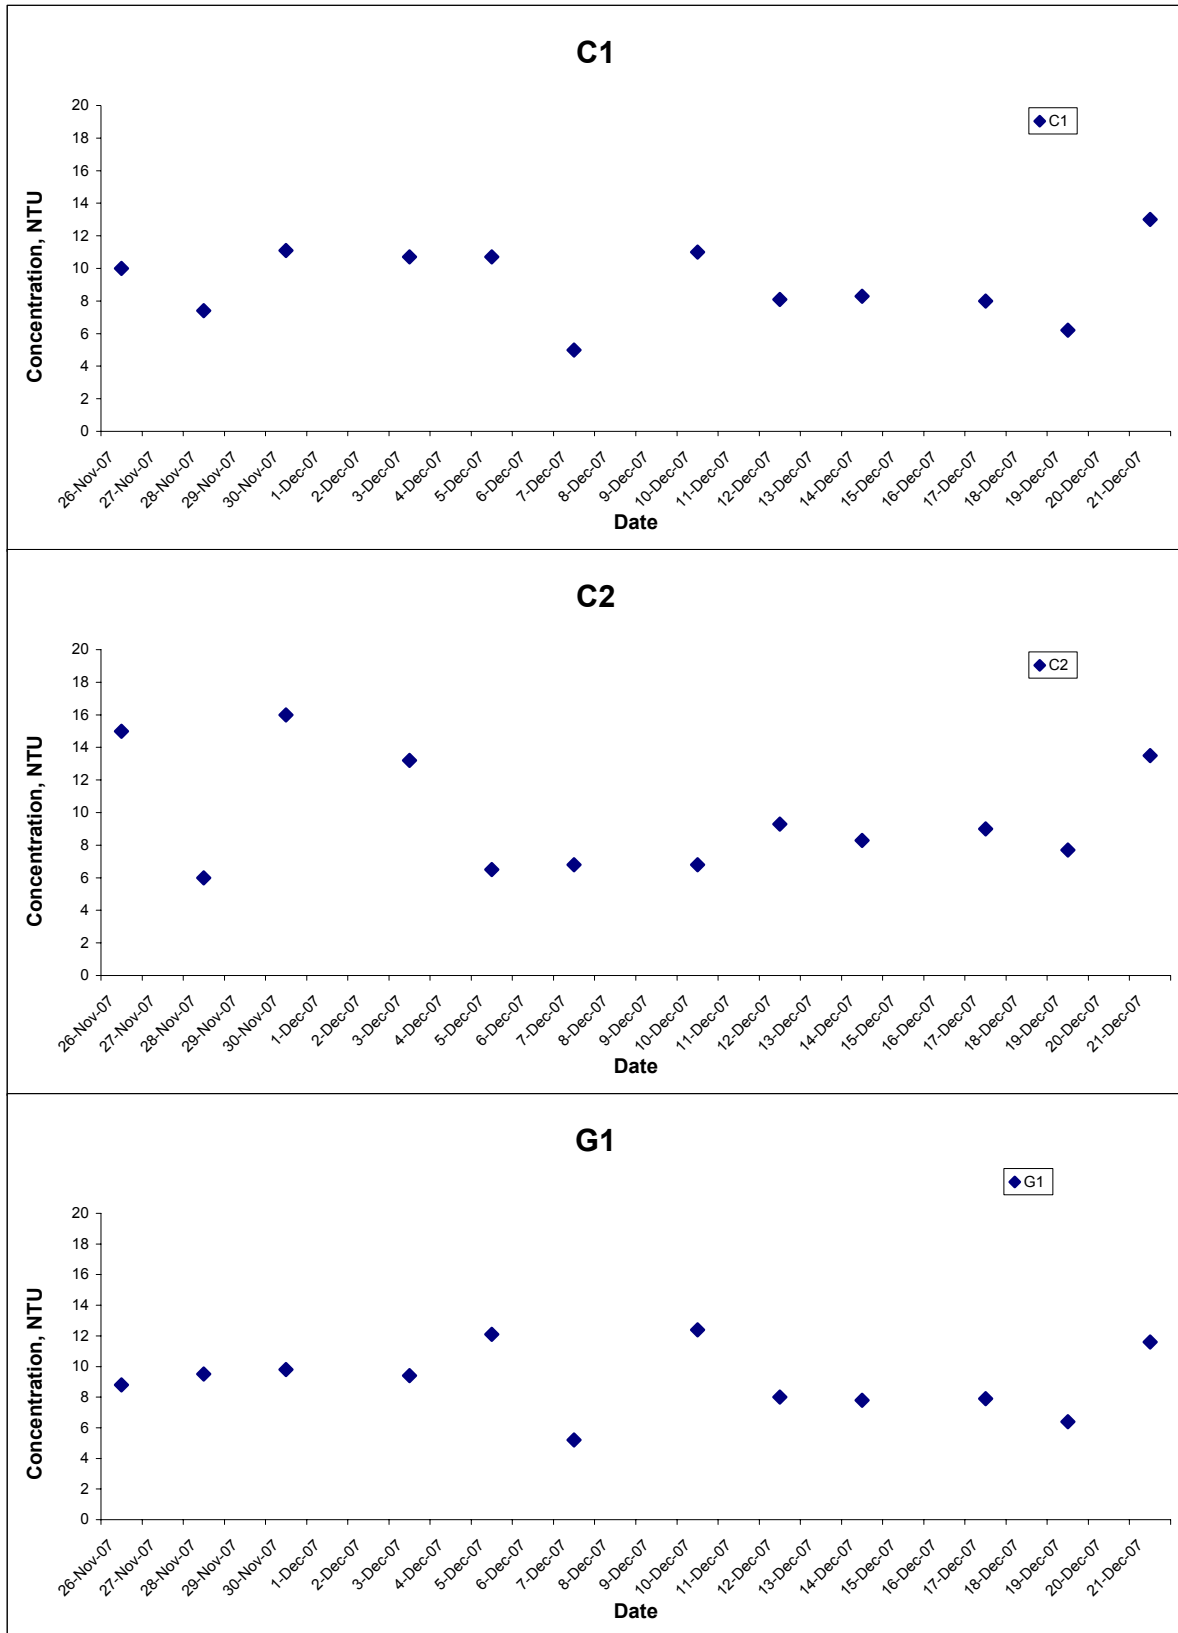 C1
C1
Concentration, NTU
20
18
16
14
12
10
8
6
4
2
0
26-Nov-07
27-Nov-07
28-Nov-07
29-Nov-07
30-Nov-07
1-Dec-07
2-Dec-07
3-Dec-07
4-Dec-07
5-Dec-07
6-Dec-07
7-Dec-07
8-Dec-07
9-Dec-07
10-Dec-07
11-Dec-07
12-Dec-07
13-Dec-07
14-Dec-07
15-Dec-07
16-Dec-07
17-Dec-07
18-Dec-07
19-Dec-07
20-Dec-07
21-Dec-07
Date
C2
C2
Concentration, NTU
20
18
16
14
12
10
8
6
4
2
0
26-Nov-07
27-Nov-07
28-Nov-07
29-Nov-07
30-Nov-07
1-Dec-07
2-Dec-07
3-Dec-07
4-Dec-07
5-Dec-07
6-Dec-07
7-Dec-07
8-Dec-07
9-Dec-07
10-Dec-07
11-Dec-07
12-Dec-07
13-Dec-07
14-Dec-07
15-Dec-07
16-Dec-07
17-Dec-07
18-Dec-07
19-Dec-07
20-Dec-07
21-Dec-07
Date
G1
G1
Concentration, NTU
20
18
16
14
12
10
8
6
4
2
0
26-Nov-07
27-Nov-07
28-Nov-07
29-Nov-07
30-Nov-07
1-Dec-07
2-Dec-07
3-Dec-07
4-Dec-07
5-Dec-07
6-Dec-07
7-Dec-07
8-Dec-07
9-Dec-07
10-Dec-07
11-Dec-07
12-Dec-07
13-Dec-07
14-Dec-07
15-Dec-07
16-Dec-07
17-Dec-07
18-Dec-07
19-Dec-07
20-Dec-07
21-Dec-07
Date